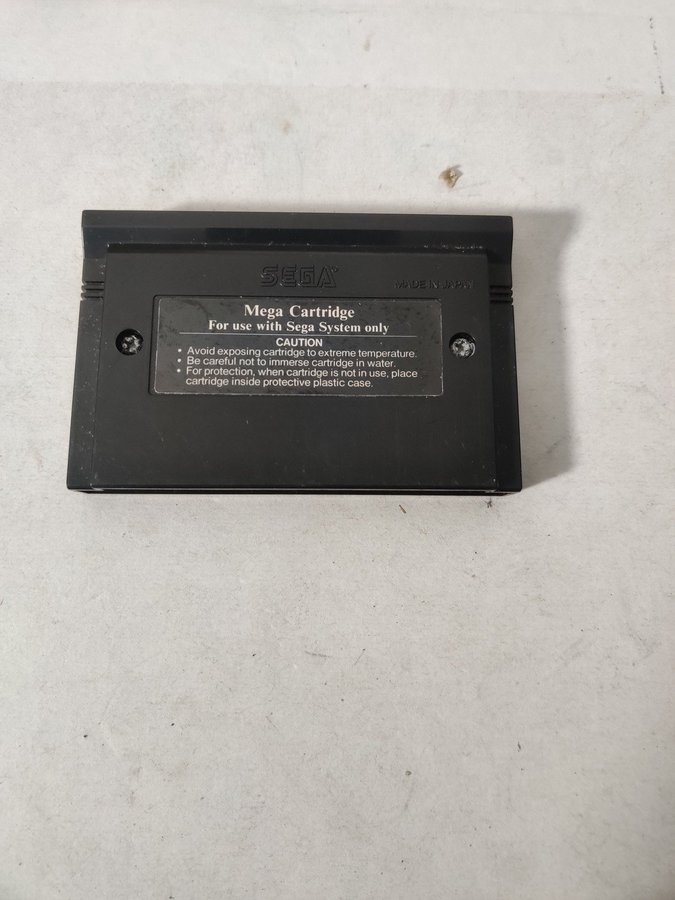 SEGA®
MADE IN JAPAN
Mega Cartridge
For use with Sega System only
CAUTION
• Avoid exposing cartridge to extreme temperature.
• Be careful not to immerse cartridge in water.
• For protection, when cartridge is not in use, place
cartridge inside protective plastic case.